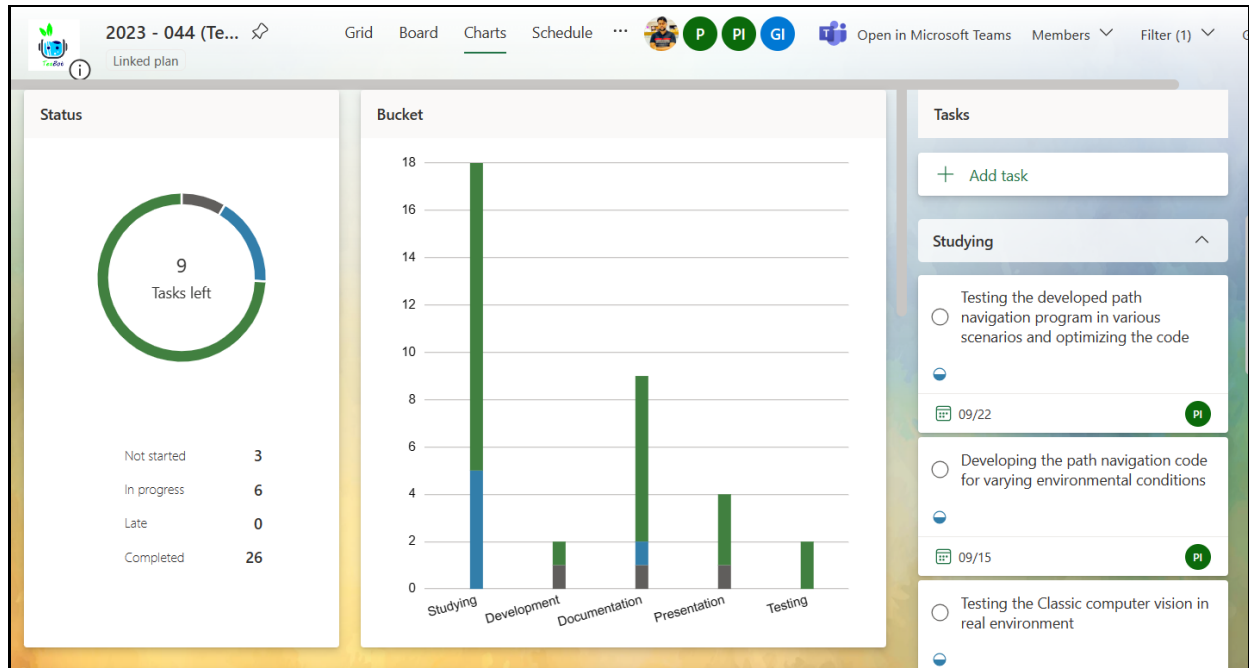 2023 - 044 (Te...
Grid
Board
Charts
Schedule
...
P
PI
GI
Open in Microsoft Teams
Members
Filter (1)
TexBot
Linked plan
Status
9
Tasks left
Not started 3
In progress 6
Late 0
Completed 26
Bucket
18
16
14
12
10
8
6
4
2
0
Studying
Development
Documentation
Presentation
Testing
Tasks
Add task
Studying
Testing the developed path
navigation program in various
scenarios and optimizing the code
09/22
PI
Developing the path navigation code
for varying environmental conditions
09/15
PI
Testing the Classic computer vision in
real environment